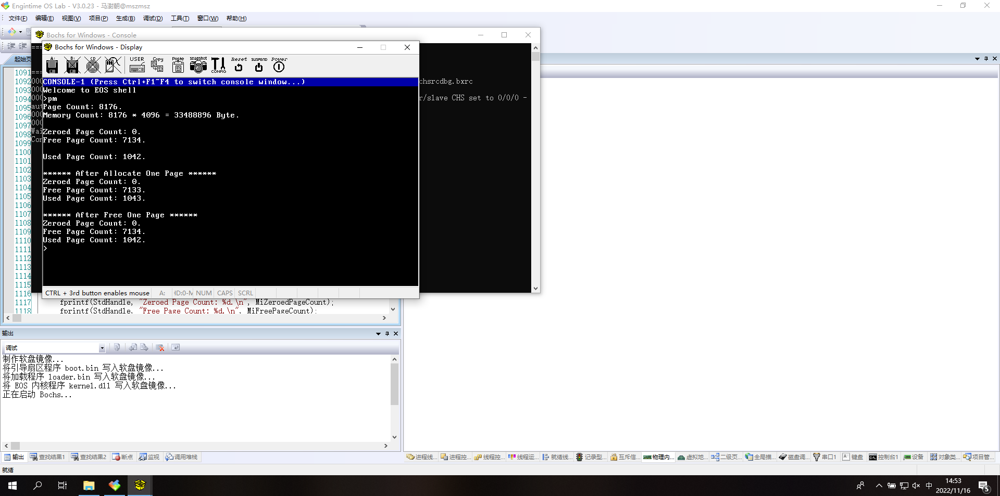 Engintime OS Lab - V3.0.23 - 马澍朝@mszmsz
文件(F) 编辑(E) 视图(V) 项目(P) 生成(B) 调试(D) 工具(T) 窗口(W) 帮助(H)
Bochs for Windows - Console
Bochs for Windows - Display
A: B: CD USER Copy Paste snapshot CONFIG Reset SUSPEND Power
起始页
CONSOLE-1 (Press Ctrl+F1~F4 to switch console window...)
Welcome to EOS shell
>pm
Page Count: 8176.
Memory Count: 8176 * 4096 = 33488896 Byte.
Zeroed Page Count: 0.
Free Page Count: 7134.
Used Page Count: 1042.
****** After Allocate One Page ******
Zeroed Page Count: 0.
Free Page Count: 7133.
Used Page Count: 1043.
****** After Free One Page ******
Zeroed Page Count: 0.
Free Page Count: 7134.
Used Page Count: 1042.
>
chsrcdbg.bxrc
r/slave CHS set to 0/0/0 -
CTRL + 3rd button enables mouse A: HD:0-M NUM CAPS SCRL
1091
1092 000
1093 000
1094 000
1095 aut
1096 000
1097 000
1098 Wai
1099 Con
1100
1101
1102
1103
1104
1105
1106
1107
1108
1109
1110
1111
1112
1113
1114
1115
1116
1117 fprintf(StdHandle, "Zeroed Page Count: %d.\n", MiZeroedPageCount);
1118 fprintf(StdHandle, "Free Page Count: %d.\n", MiFreePageCount);
输出
调试
制作软盘镜像...
将引导扇区程序 boot.bin 写入软盘镜像...
将加载程序 loader.bin 写入软盘镜像...
将 EOS 内核程序 kernel.dll 写入软盘镜像...
正在启动 Bochs...
输出 查找结果1 查找结果2 断点 监视 调用堆栈
进程线... 进程控... 线程控... 线程运... 就绪线... 记录型... 互斥信... 物理内... 虚拟地... 二级页... 全局描... 磁盘调... 串口1 键盘 控制台1 设备 对象类... 项目管...
就绪
中
14:53
2022/11/16
5